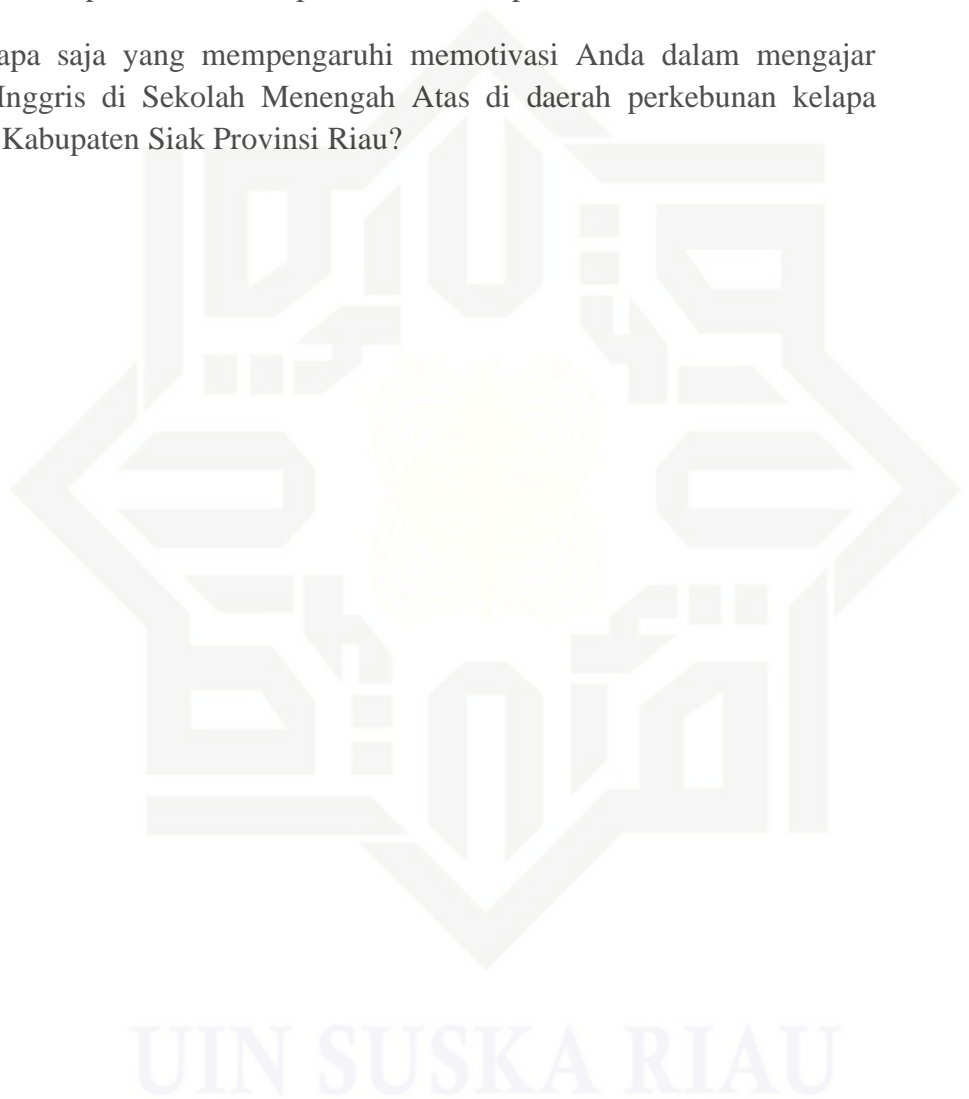 apa saja yang mempengaruhi memotivasi Anda dalam mengajar
Inggris di Sekolah Menengah Atas di daerah perkebunan kelapa
Kabupaten Siak Provinsi Riau?
UIN SUSKA RIAU